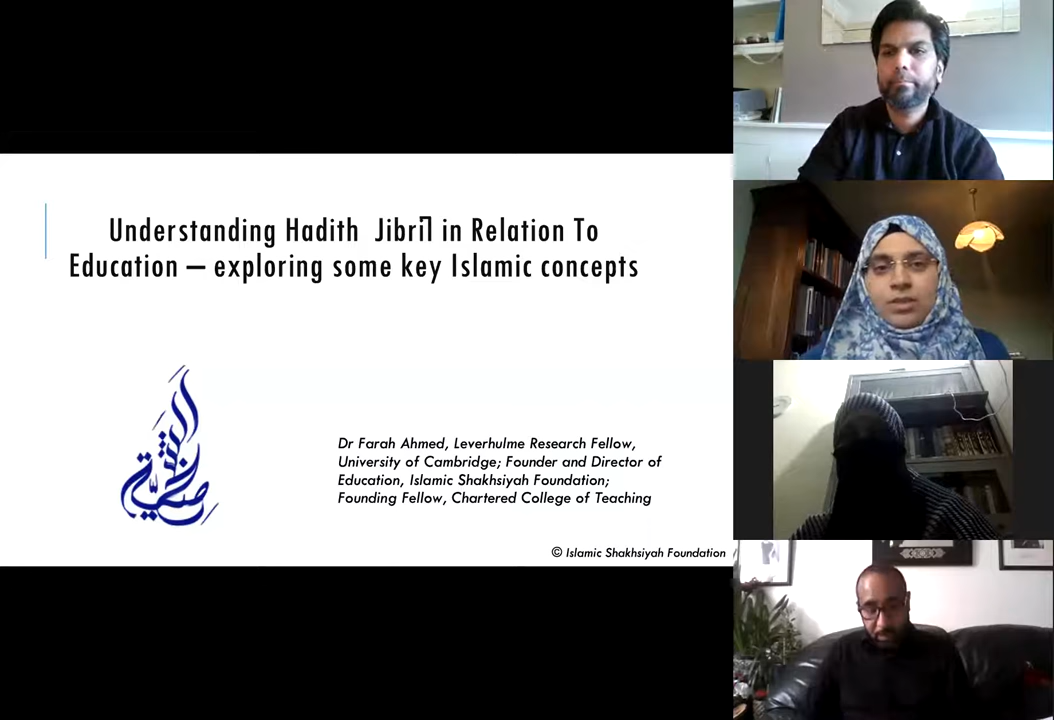 Understanding Hadith Jibrīl in Relation To
Education – exploring some key Islamic concepts
Dr Farah Ahmed, Leverhulme Research Fellow,
University of Cambridge; Founder and Director of
Education, Islamic Shakhsiyah Foundation;
Founding Fellow, Chartered College of Teaching
© Islamic Shakhsiyah Foundation